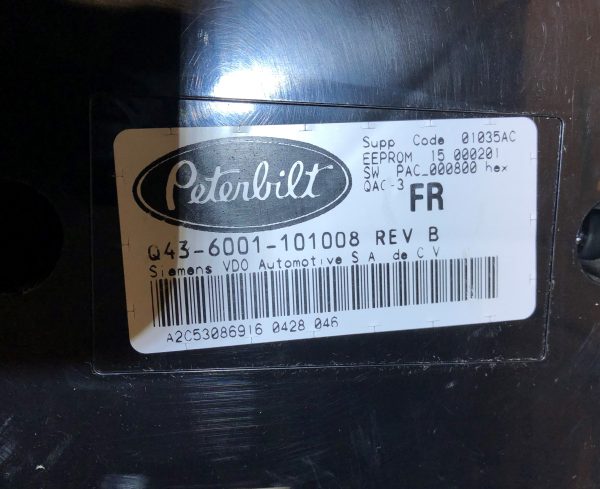 Peterbilt
Supp Code 01035AC
EEPROM 15 000201
SW PAC_000800 hex
QAC-3
FR
Q43-6001-101008 REV B
Siemens VDO Automotive S A de C V
A2C53086916 0428 046